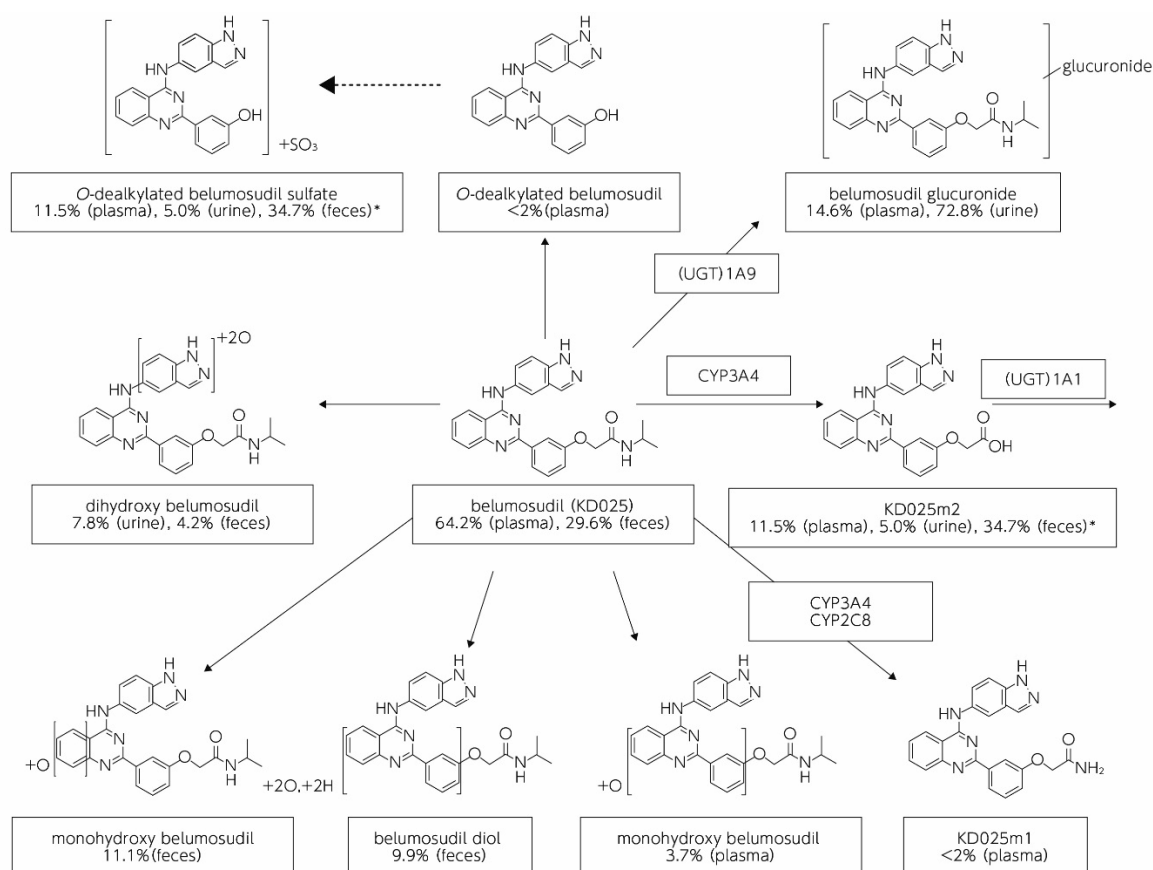 H
N
N
HN
N
N
OH
+SO₃
O-dealkylated belumosudil sulfate
11.5% (plasma), 5.0% (urine), 34.7% (feces)*
H
N
N
HN
N
N
OH
O-dealkylated belumosudil
<2%(plasma)
H
N
N
HN
N
N
O
O
N
H
glucuronide
belumosudil glucuronide
14.6% (plasma), 72.8% (urine)
(UGT)1A9
H
N
N
+2O
HN
N
N
O
O
N
H
dihydroxy belumosudil
7.8% (urine), 4.2% (feces)
H
N
N
HN
N
N
O
O
N
H
belumosudil (KD025)
64.2% (plasma), 29.6% (feces)
CYP3A4
H
N
N
HN
N
N
O
O
OH
KD025m2
11.5% (plasma), 5.0% (urine), 34.7% (feces)*
(UGT)1A1
CYP3A4
CYP2C8
H
N
N
HN
N
N
O
O
N
H
+O
monohydroxy belumosudil
11.1%(feces)
H
N
N
HN
N
N
O
O
N
H
+2O,+2H
belumosudil diol
9.9% (feces)
H
N
N
HN
N
N
O
O
N
H
+O
monohydroxy belumosudil
3.7% (plasma)
H
N
N
HN
N
N
O
O
NH₂
KD025m1
<2% (plasma)